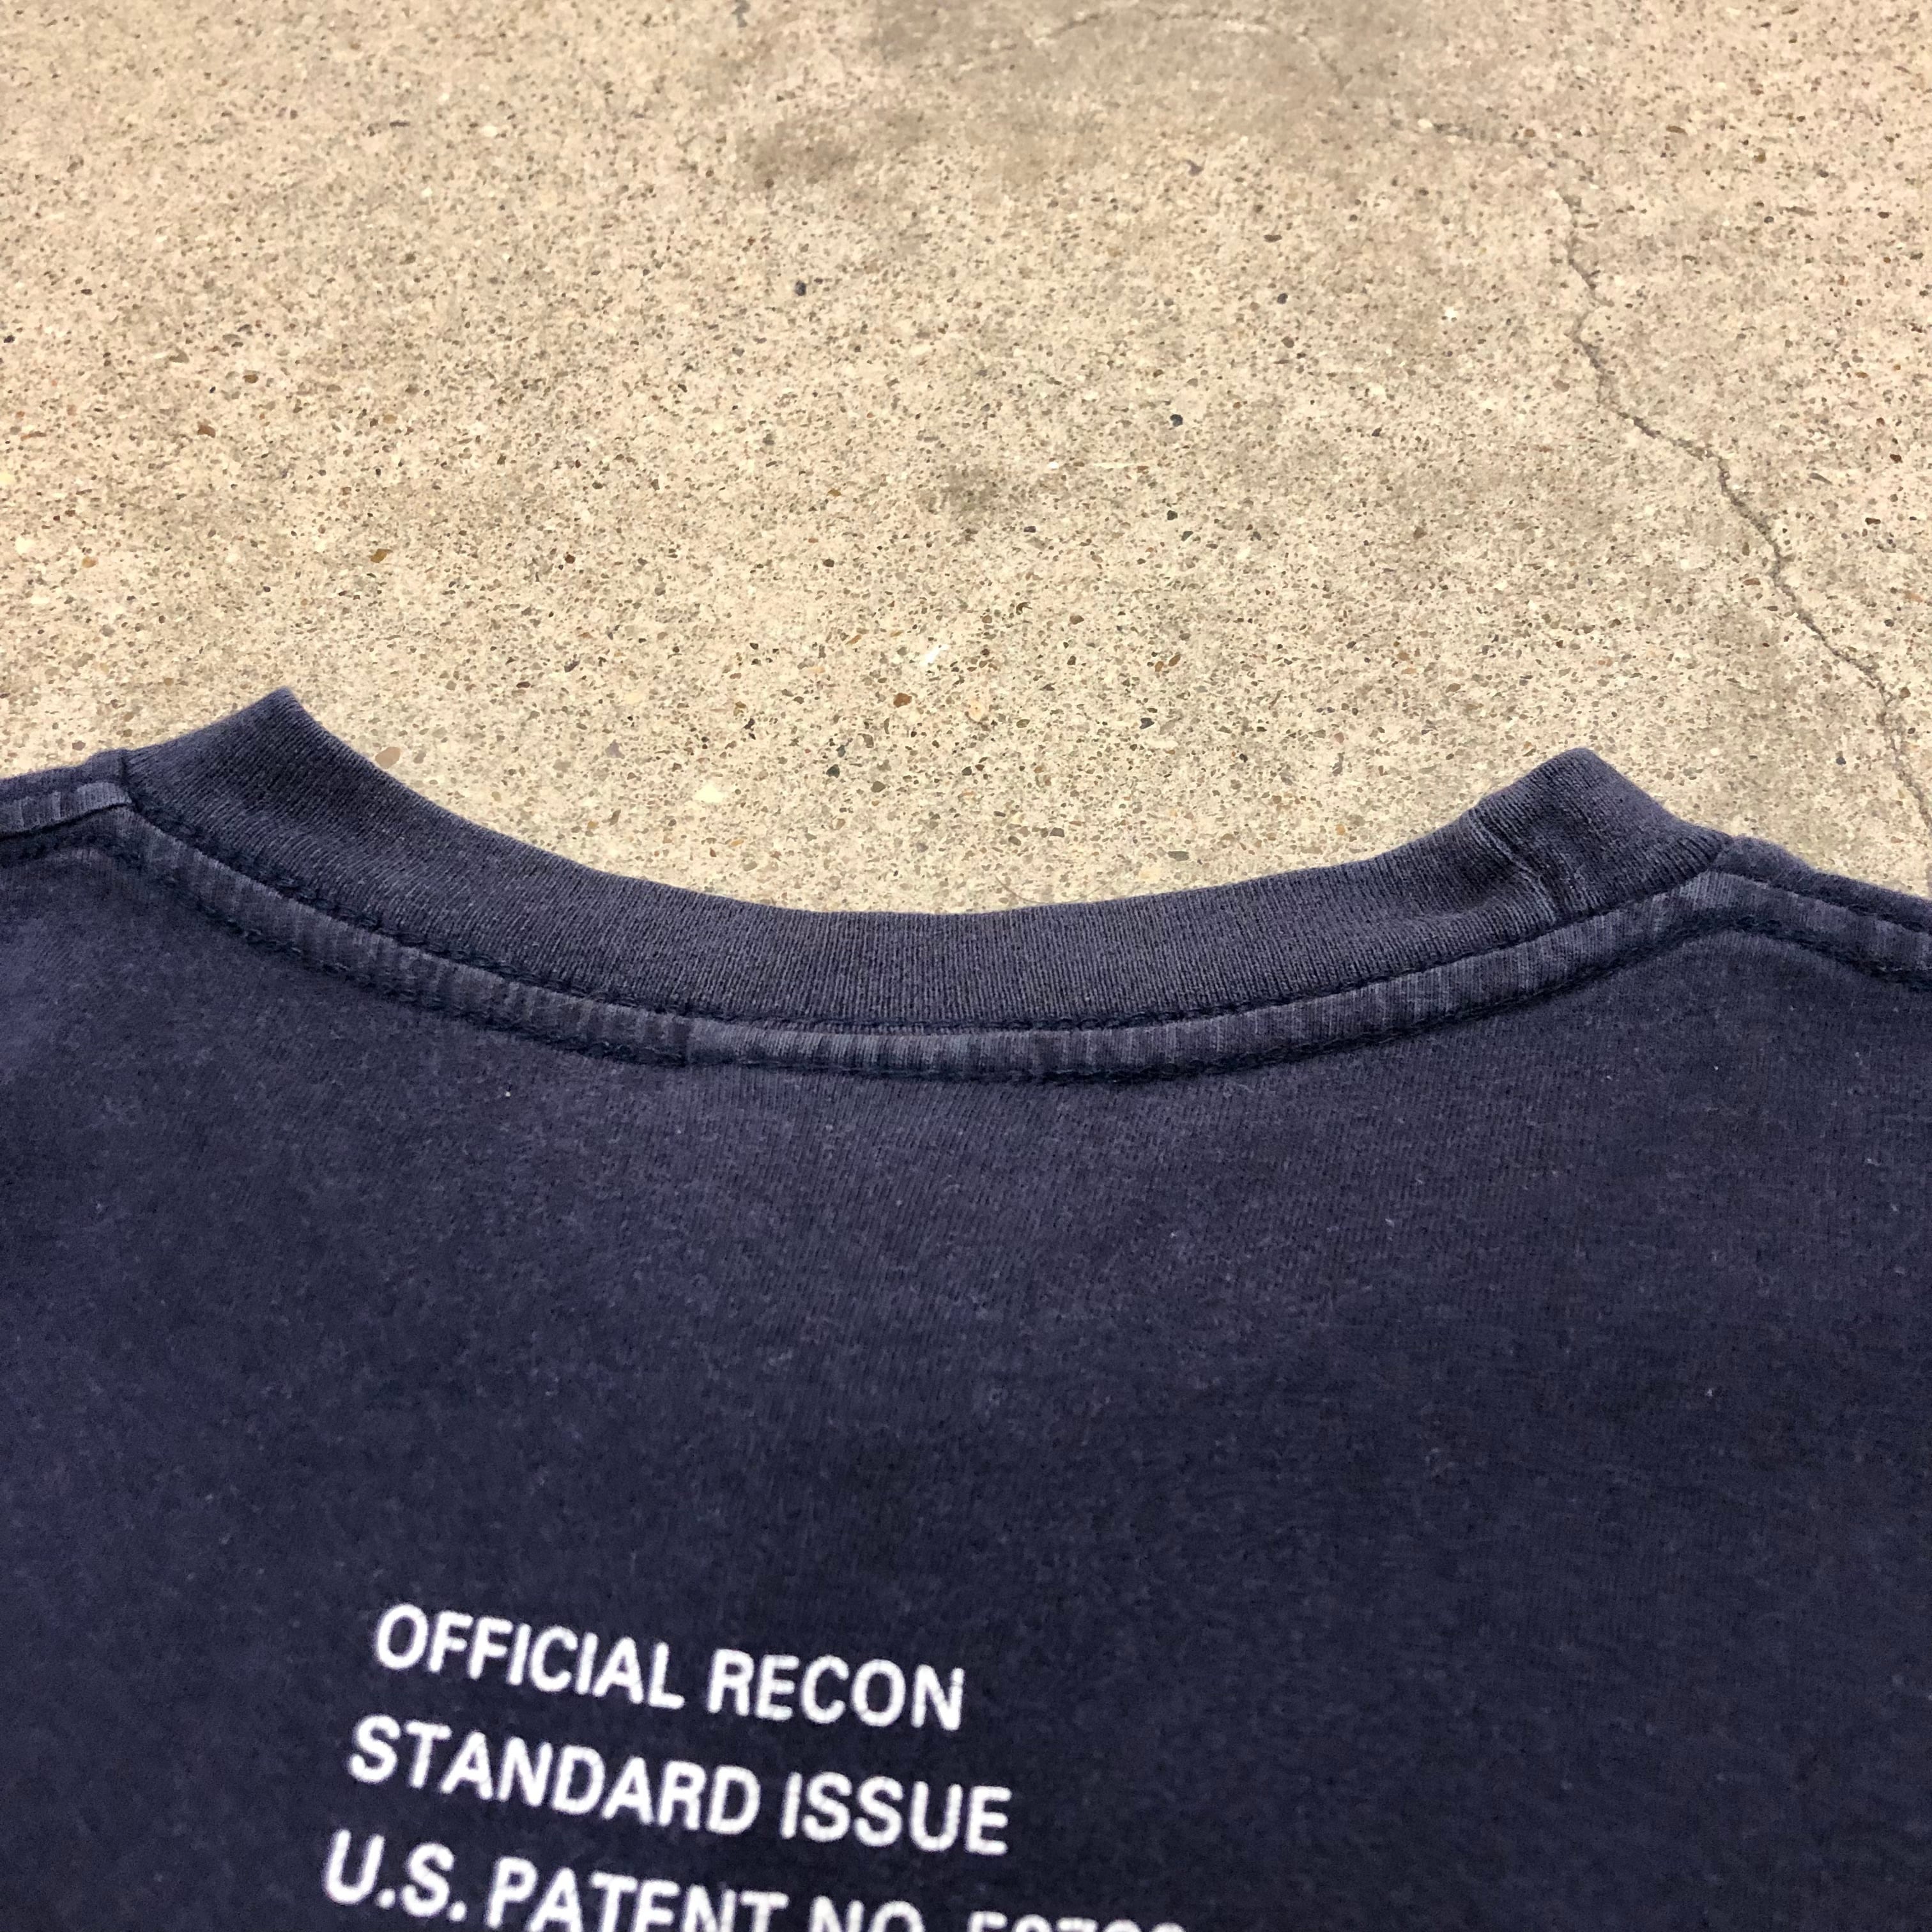 OFFICIAL RECON
STANDARD ISSUE
U.S. PATENT NO.